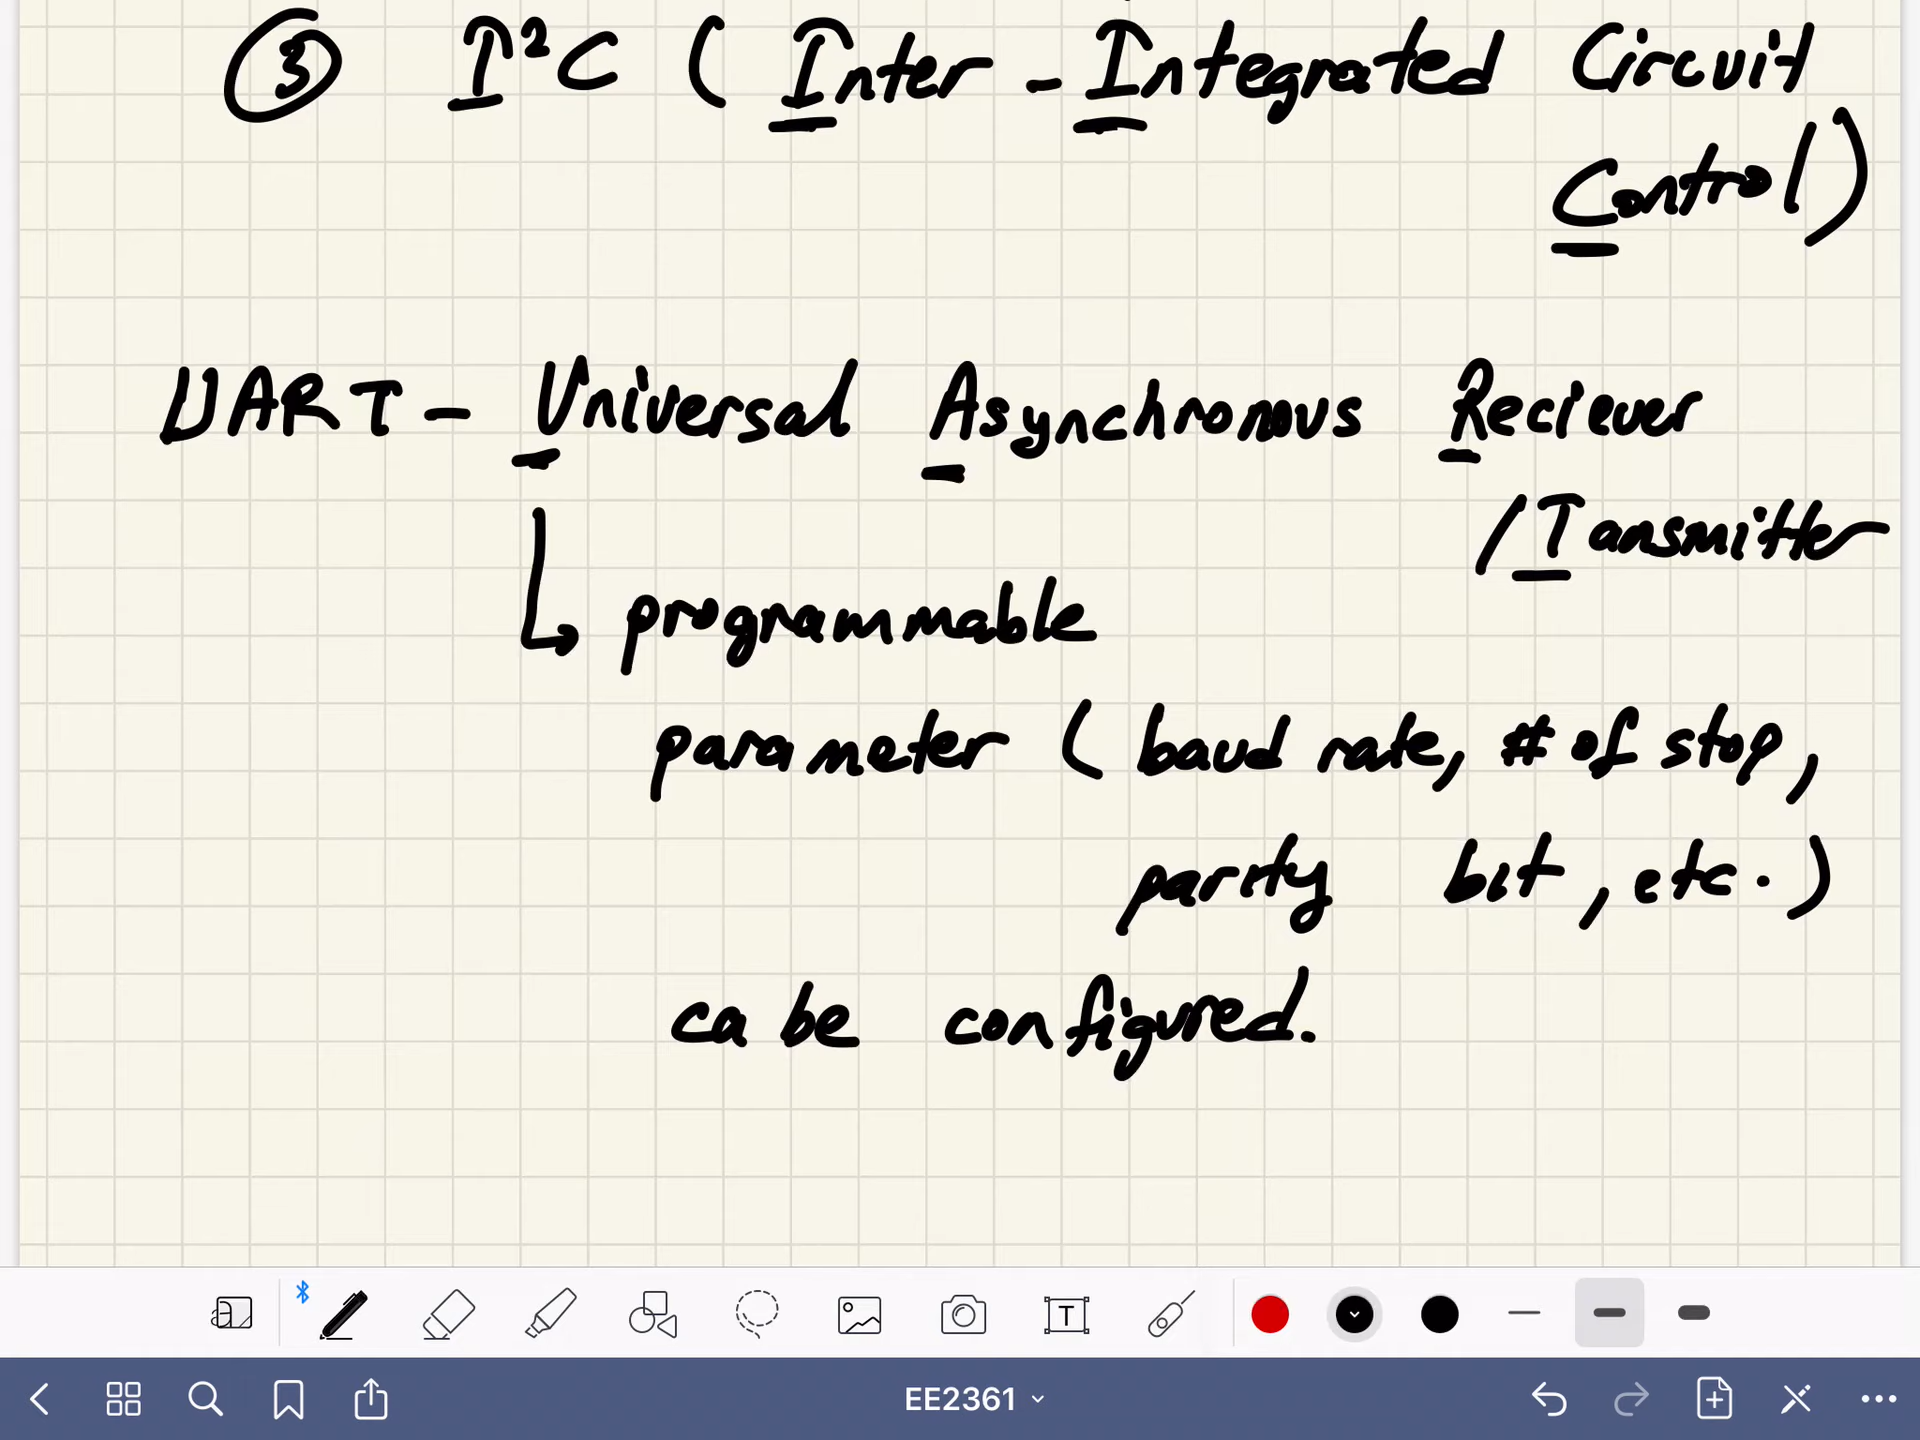 ③ I²C (Inter-Integrated Circuit
Control)
UART - Universal Asynchronous Reciever
/Tansmitter
↳ programmable
parameter (baud rate, # of stop,
parity bit, etc.)
ca be configured.
T
EE2361